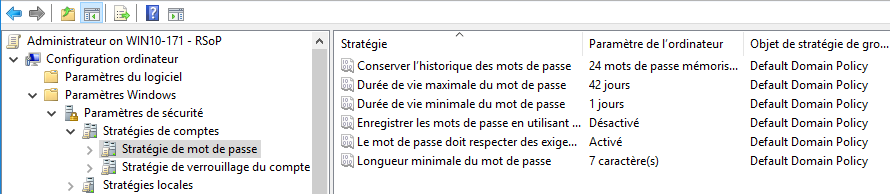 Administrateur on WIN10-171 - RSoP
Configuration ordinateur
Paramètres du logiciel
Paramètres Windows
Paramètres de sécurité
Stratégies de comptes
Stratégie de mot de passe
Stratégie de verrouillage du compte
Stratégies locales
Stratégie Paramètre de l'ordinateur Objet de stratégie de gro...
Conserver l'historique des mots de passe 24 mots de passe mémoris... Default Domain Policy
Durée de vie maximale du mot de passe 42 jours Default Domain Policy
Durée de vie minimale du mot de passe 1 jours Default Domain Policy
Enregistrer les mots de passe en utilisant ... Désactivé Default Domain Policy
Le mot de passe doit respecter des exige... Activé Default Domain Policy
Longueur minimale du mot de passe 7 caractère(s) Default Domain Policy